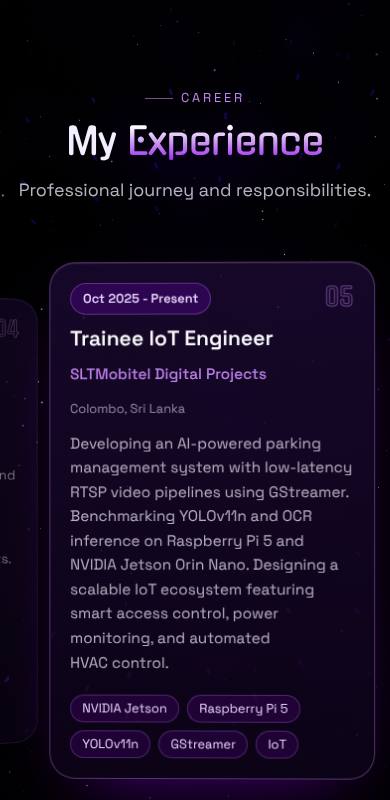 CAREER
My Experience
Professional journey and responsibilities.
04
Oct 2025 - Present
05
Trainee IoT Engineer
SLTMobitel Digital Projects
Colombo, Sri Lanka
Developing an AI-powered parking
management system with low-latency
nd
RTSP video pipelines using GStreamer.
Benchmarking YOLOv11n and OCR
inference on Raspberry Pi 5 and
ts.
NVIDIA Jetson Orin Nano. Designing a
scalable IoT ecosystem featuring
smart access control, power
monitoring, and automated
HVAC control.
NVIDIA Jetson
Raspberry Pi 5
YOLOv11n
GStreamer
IoT